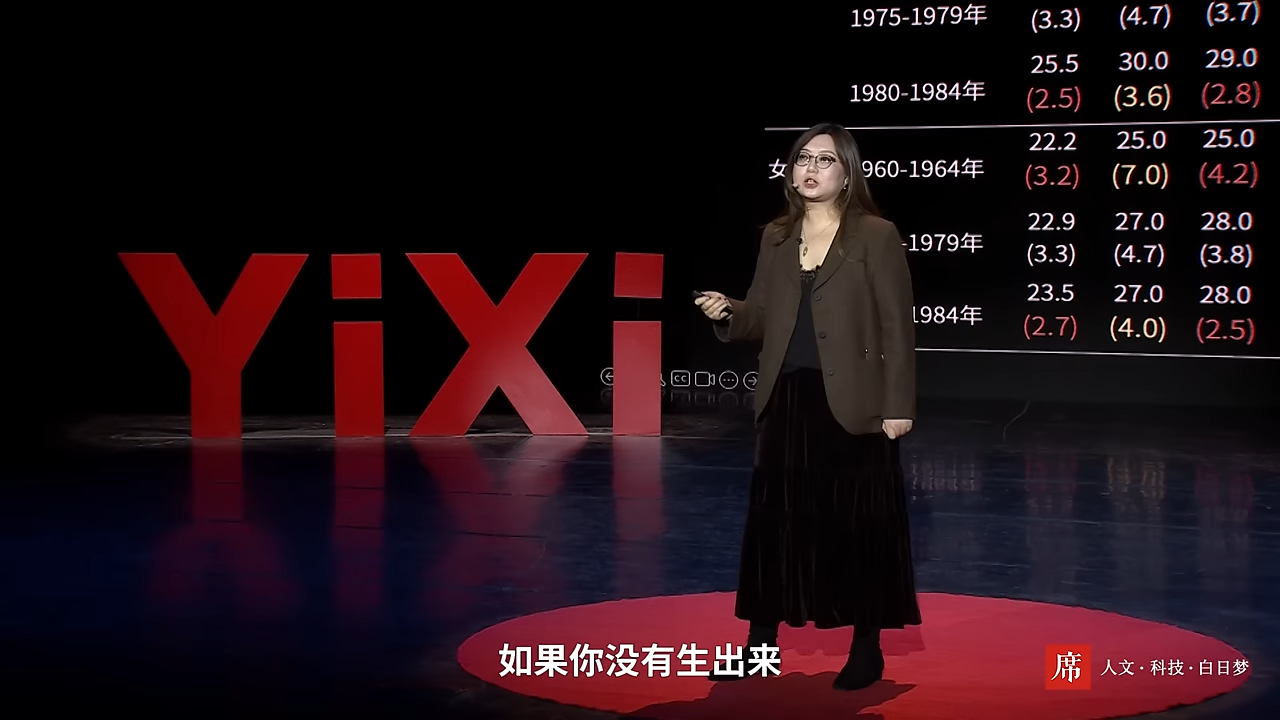 1975-1979年 (3.3) (4.7) (3.7)
25.5 30.0 29.0
1980-1984年 (2.5) (3.6) (2.8)
22.2 25.0 25.0
女 960-1964年 (3.2) (7.0) (4.2)
22.9 27.0 28.0
-1979年 (3.3) (4.7) (3.8)
23.5 27.0 28.0
1984年 (2.7) (4.0) (2.5)
YiXi
CC
如果你没有生出来
席 人文·科技·白日梦